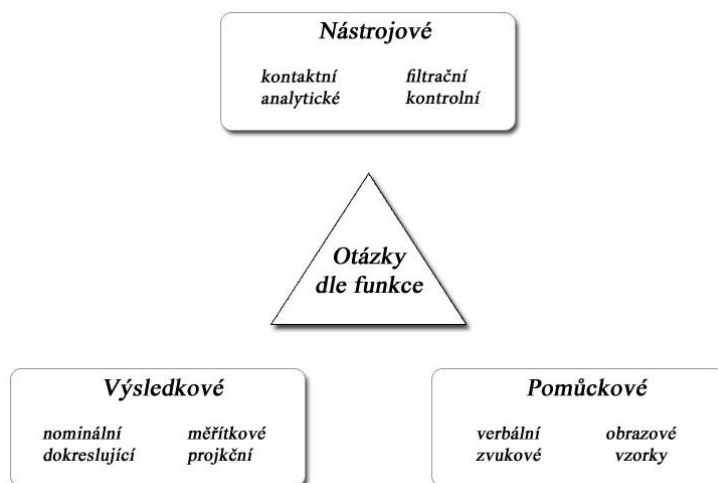 Nástrojové
kontaktní filtrační
analytické kontrolní
Otázky
dle funkce
Výsledkové
nominální měřítkové
dokreslující projkční
Pomůckové
verbální obrazové
zvukové vzorky